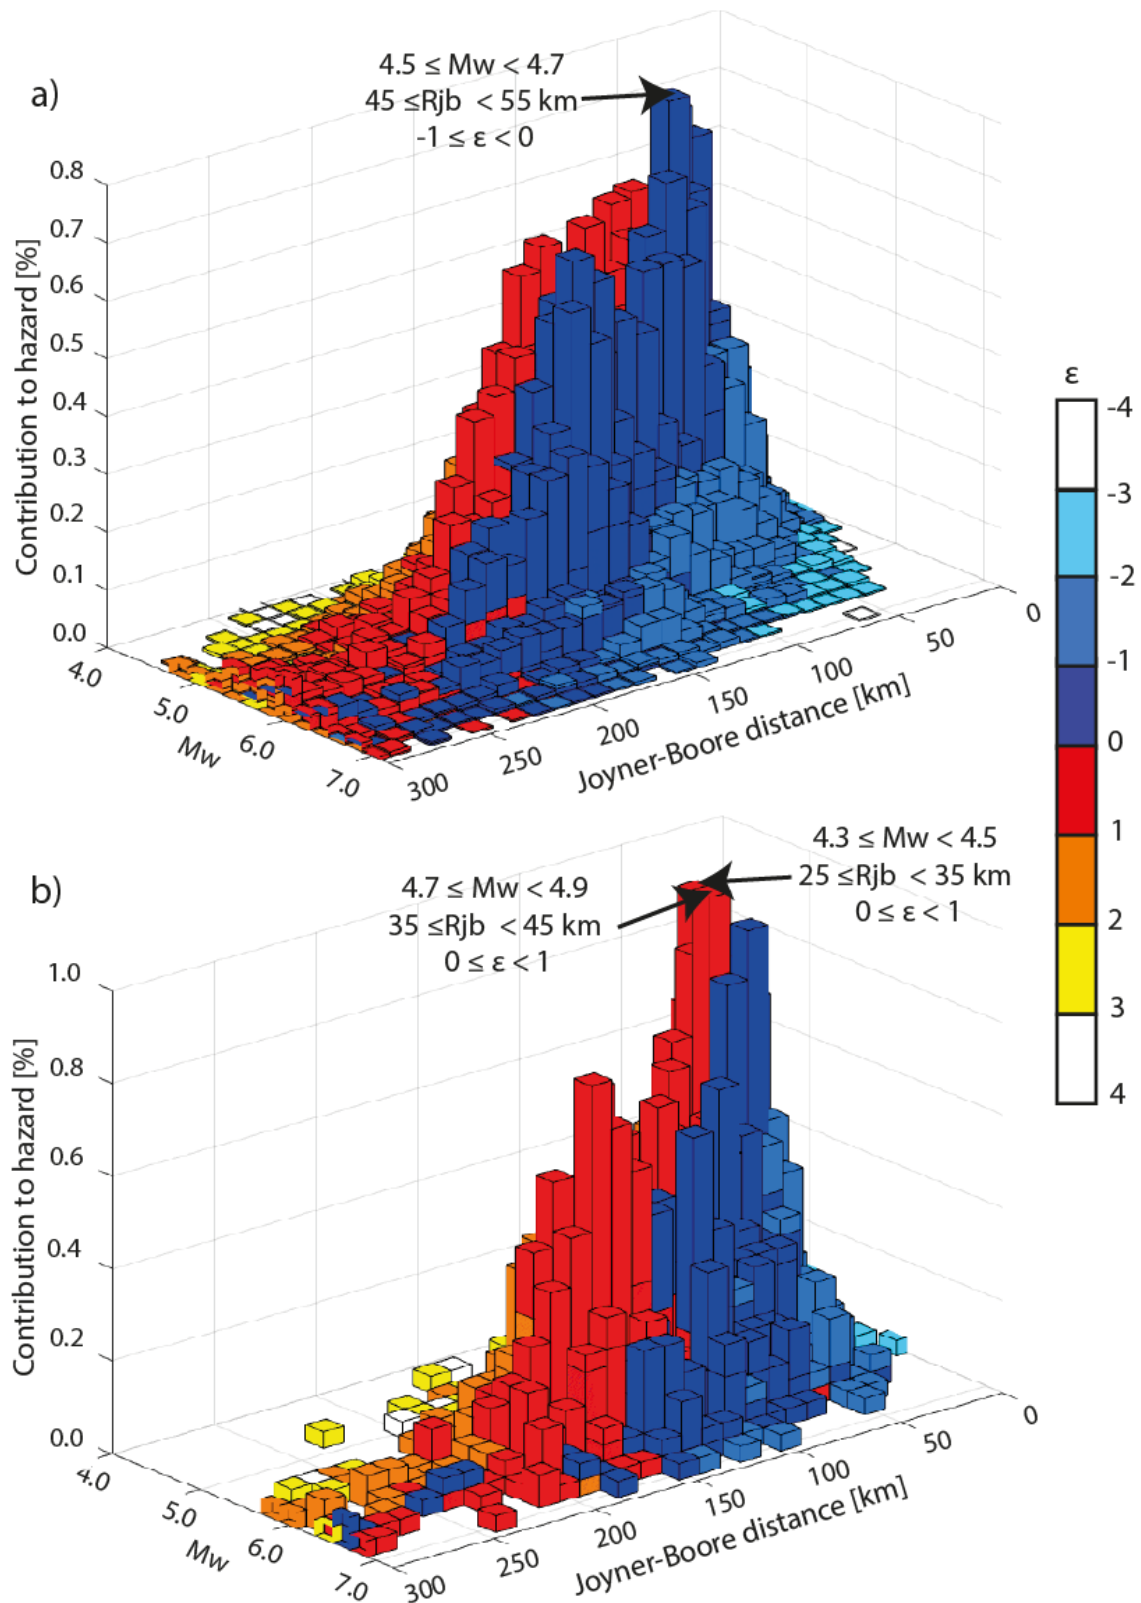 a)
4.5 ≤ Mw < 4.7
45 ≤Rjb < 55 km
-1 ≤ ε < 0
Contribution to hazard [%]
0.8
0.7
0.6
0.5
0.4
0.3
0.2
0.1
0.0
4.0
5.0
6.0
7.0
Mw
300
250
200
150
100
50
0
Joyner-Boore distance [km]
ε
-4
-3
-2
-1
0
1
2
3
4
b)
4.7 ≤ Mw < 4.9
35 ≤Rjb < 45 km
0 ≤ ε < 1
4.3 ≤ Mw < 4.5
25 ≤Rjb < 35 km
0 ≤ ε < 1
Contribution to hazard [%]
1.0
0.8
0.6
0.4
0.2
0.0
4.0
5.0
6.0
7.0
Mw
300
250
200
150
100
50
0
Joyner-Boore distance [km]